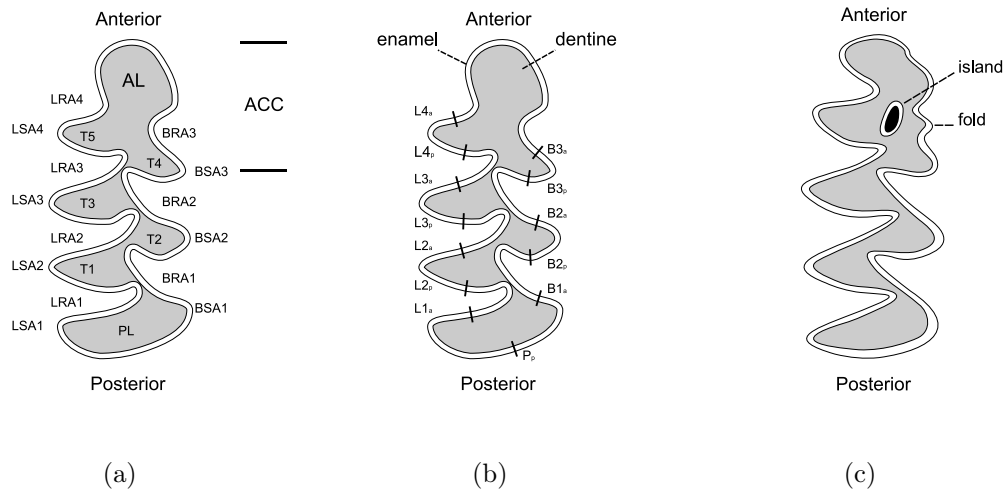 Anterior
AL
ACC
LRA4
LSA4
T5
BRA3
T4
LRA3
BSA3
LSA3
T3
BRA2
LRA2
T2
BSA2
LSA2
T1
BRA1
LRA1
BSA1
LSA1
PL
Posterior
(a)
Anterior
enamel
dentine
L4a
L4p
B3a
L3a
B3p
L3p
B2a
L2a
B2p
L2p
B1a
L1a
Pp
Posterior
(b)
Anterior
island
fold
Posterior
(c)